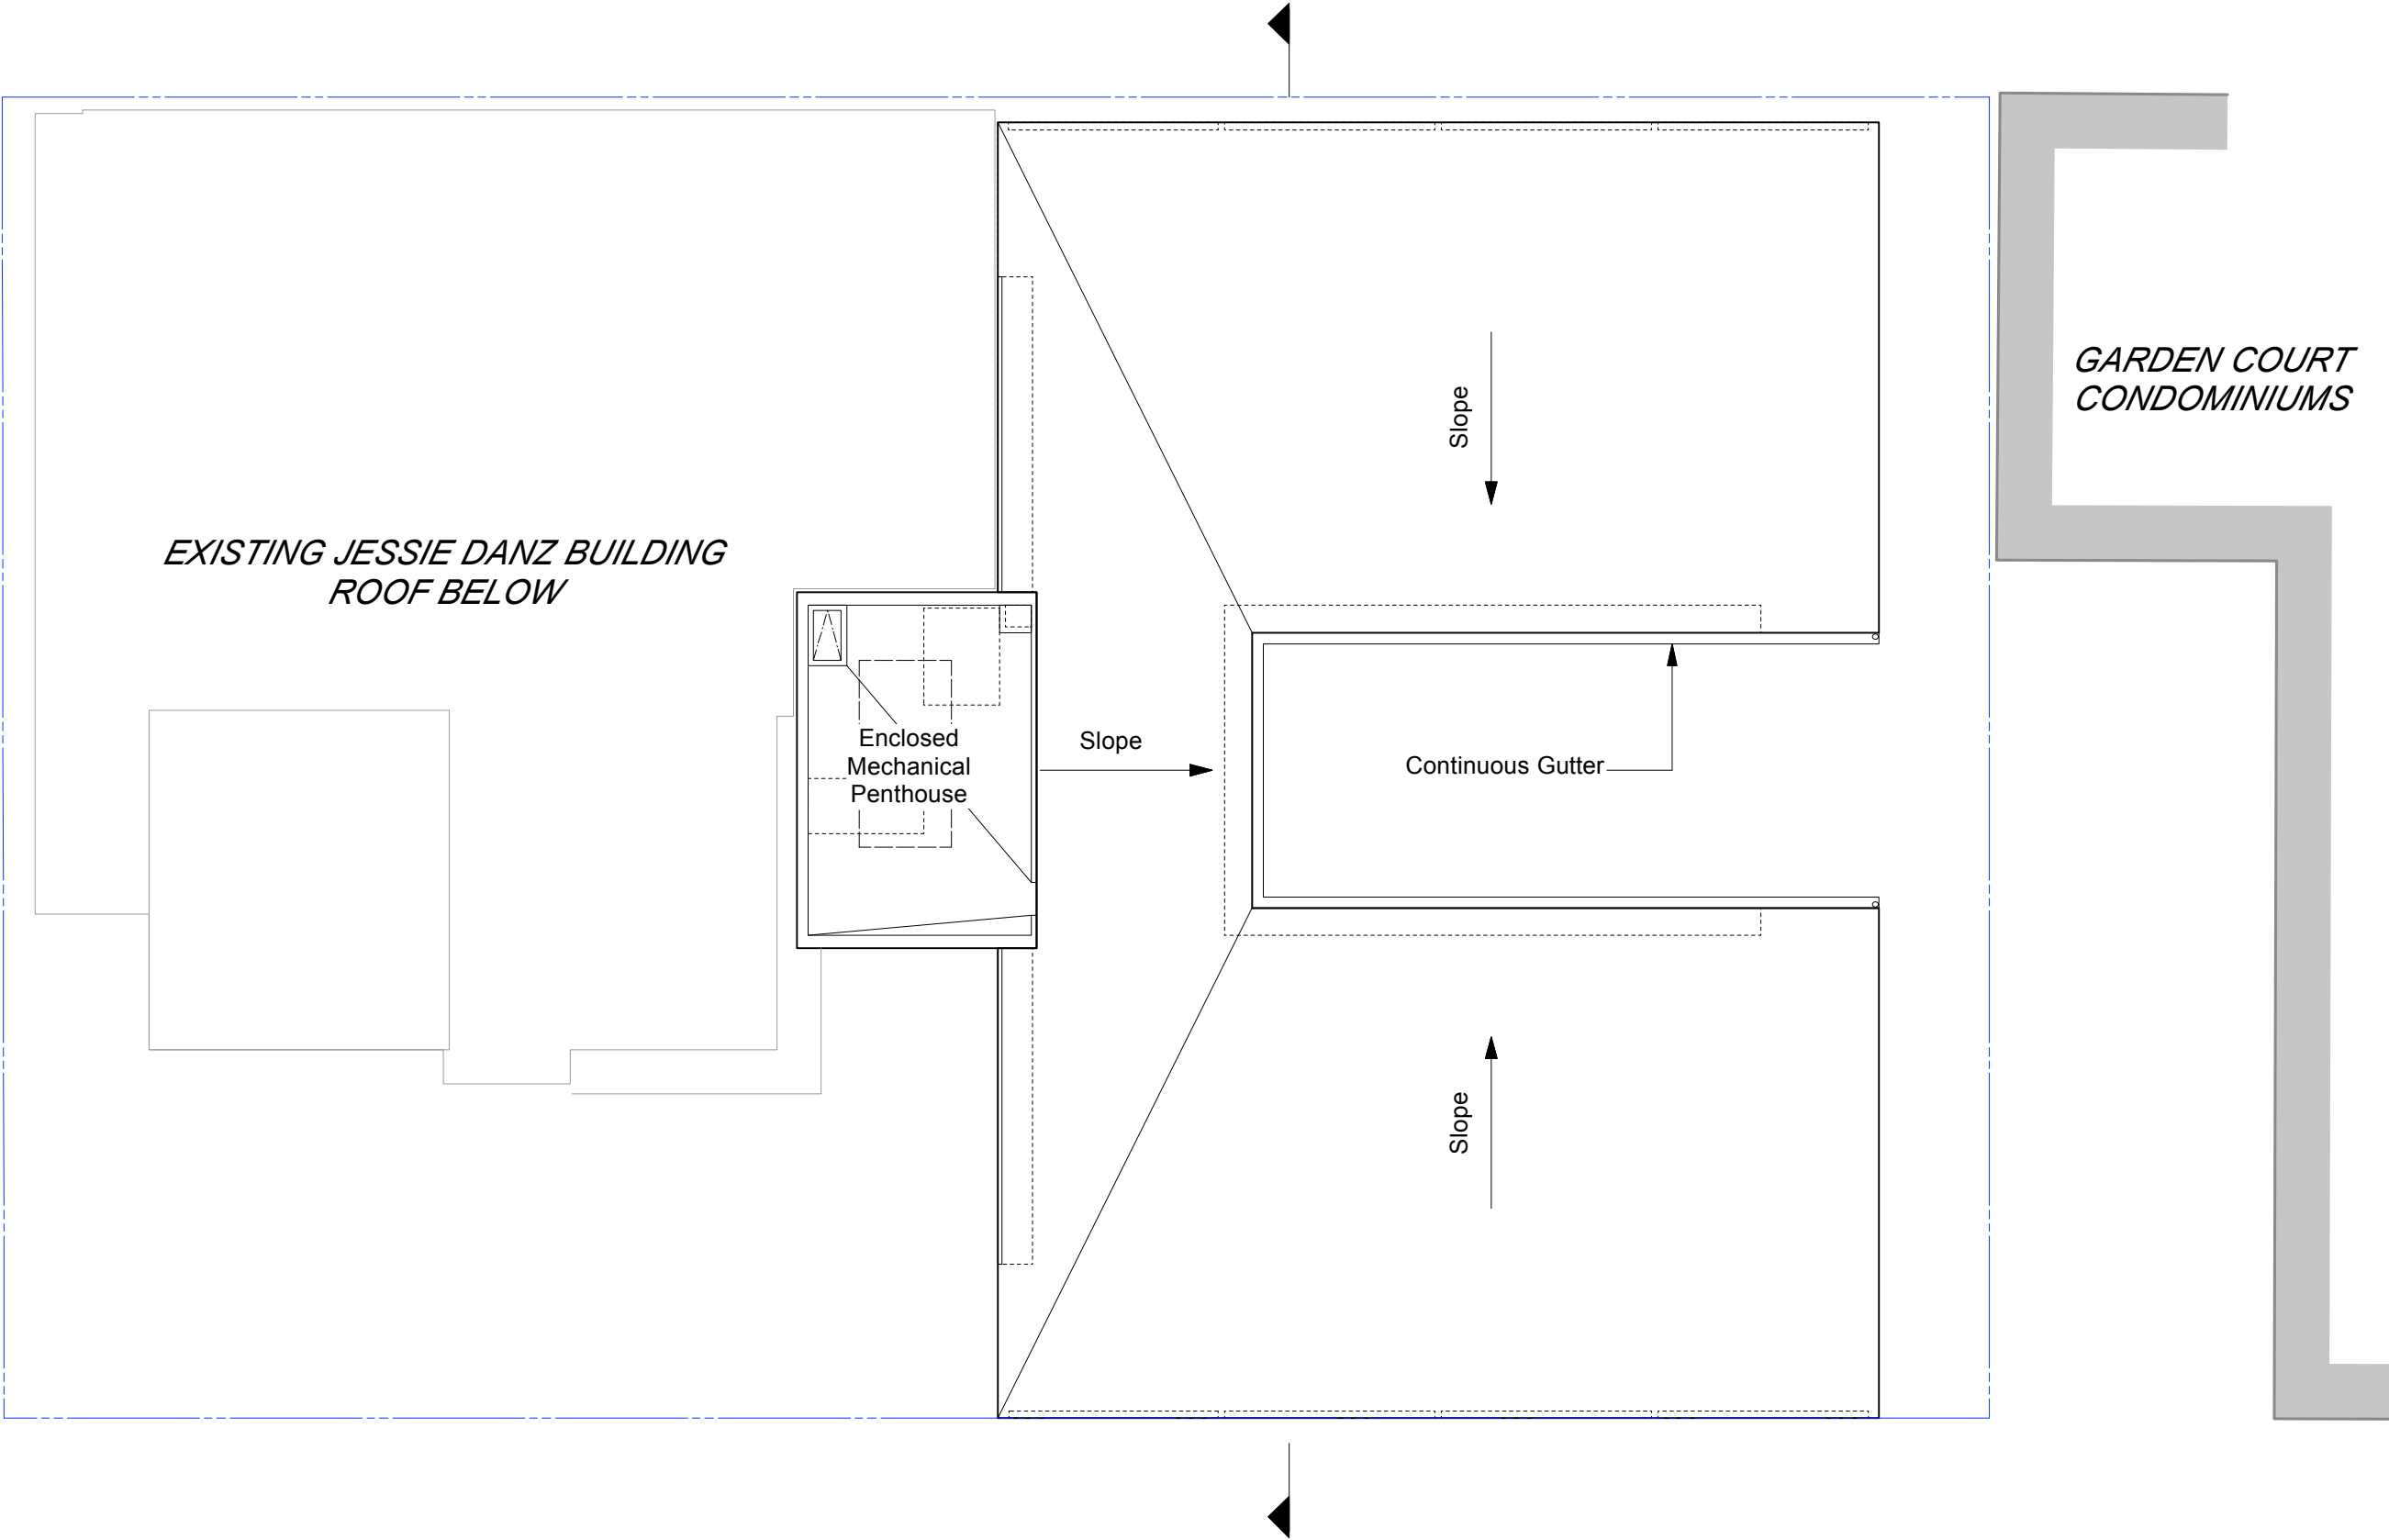 GARDEN COURT
CONDOMINIUMS
Slope
EXISTING JESSIE DANZ BUILDING
ROOF BELOW
Enclosed
Mechanical
Penthouse
Slope
Continuous Gutter
Slope